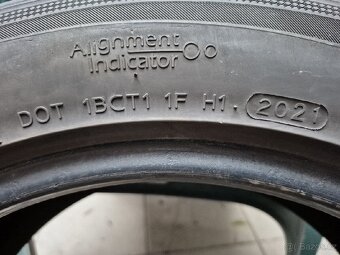 Alignment
Indicator
DOT 1BCT1 1F H1 2021